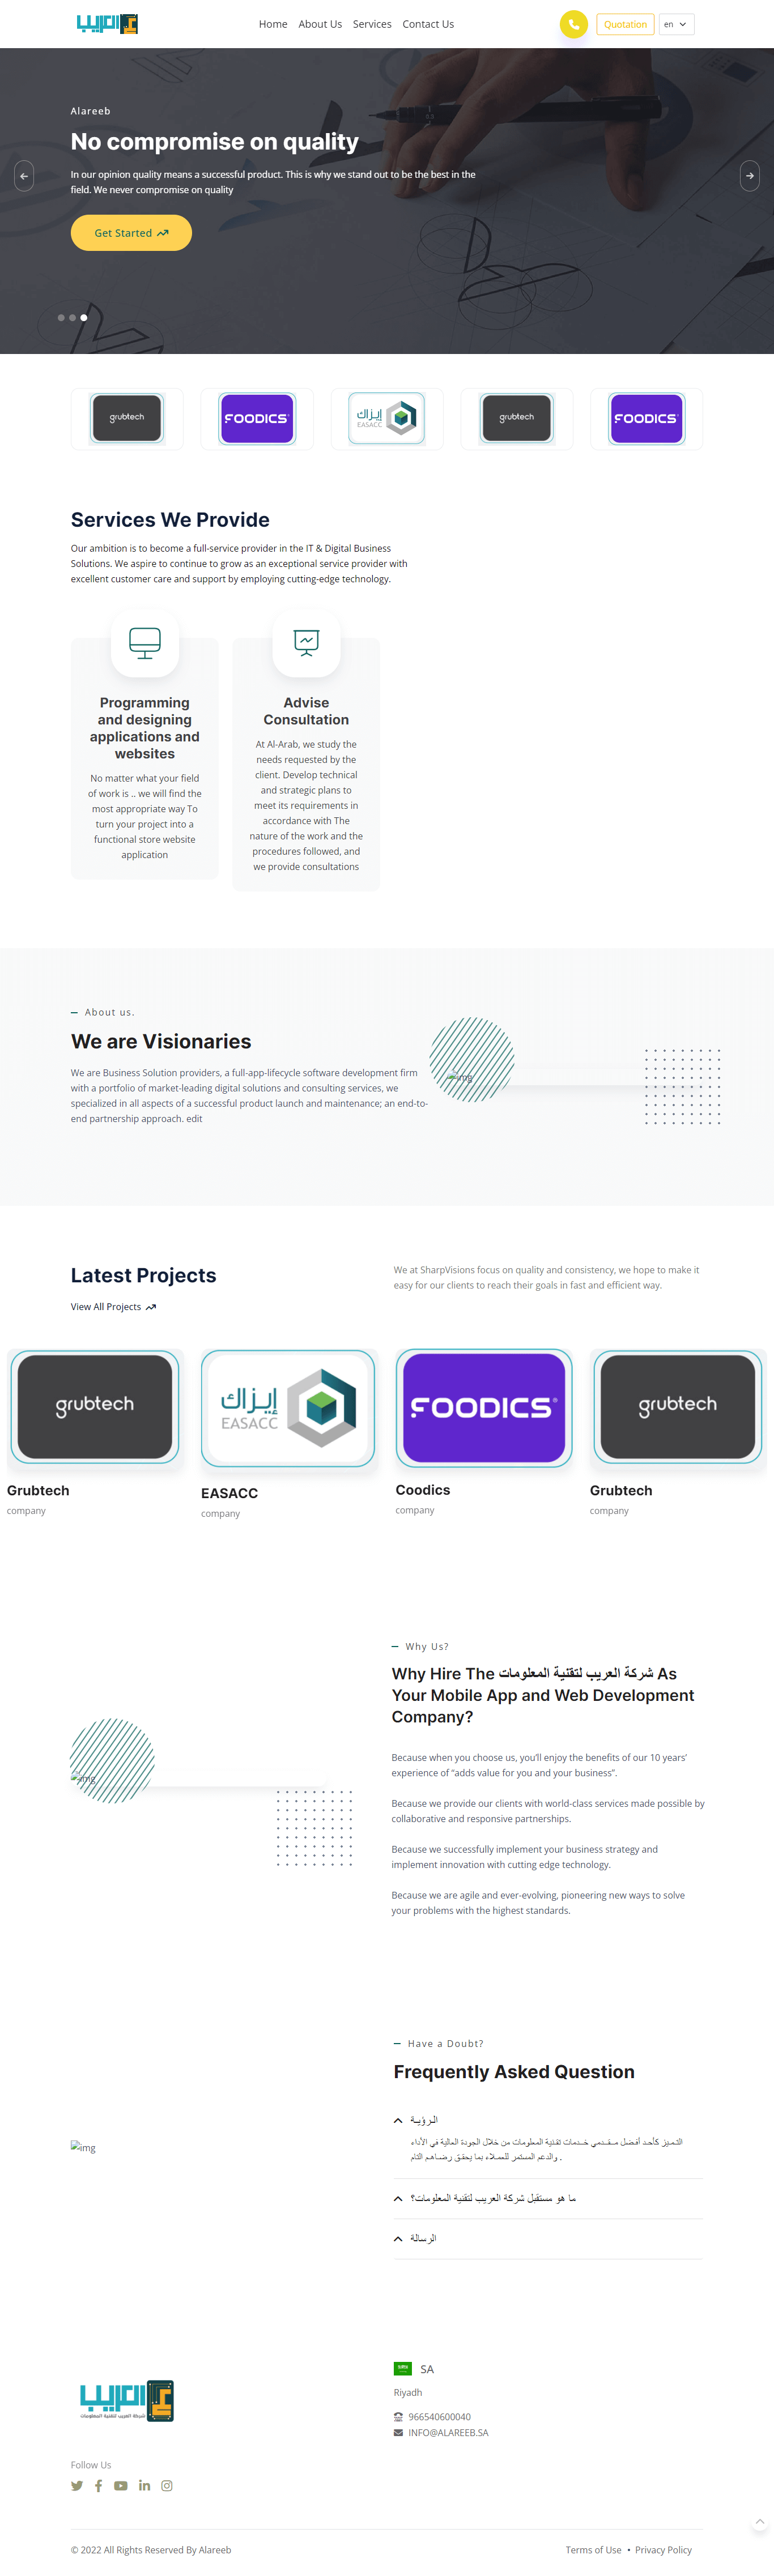 العريب
Home About Us Services Contact Us
Quotation
en
Alareeb
No compromise on quality
In our opinion quality means a successful product. This is why we stand out to be the best in the
field. We never compromise on quality
Get Started
grubtech
FOODICS
إيزاك
EASACC
grubtech
FOODICS
Services We Provide
Our ambition is to become a full-service provider in the IT & Digital Business
Solutions. We aspire to continue to grow as an exceptional service provider with
excellent customer care and support by employing cutting-edge technology.
Programming
and designing
applications and
websites
No matter what your field
of work is .. we will find the
most appropriate way To
turn your project into a
functional store website
application
Advise
Consultation
At Al-Arab, we study the
needs requested by the
client. Develop technical
and strategic plans to
meet its requirements in
accordance with The
nature of the work and the
procedures followed, and
we provide consultations
About us.
We are Visionaries
We are Business Solution providers, a full-app-lifecycle software development firm
with a portfolio of market-leading digital solutions and consulting services, we
specialized in all aspects of a successful product launch and maintenance; an end-to-
end partnership approach. edit
img
Latest Projects
View All Projects
We at SharpVisions focus on quality and consistency, we hope to make it
easy for our clients to reach their goals in fast and efficient way.
grubtech
Grubtech
company
إيزاك
EASACC
EASACC
company
FOODICS
Coodics
company
grubtech
Grubtech
company
img
Why Us?
Why Hire The شركة العريب لتقنية المعلومات As
Your Mobile App and Web Development
Company?
Because when you choose us, you’ll enjoy the benefits of our 10 years’
experience of “adds value for you and your business”.
Because we provide our clients with world-class services made possible by
collaborative and responsive partnerships.
Because we successfully implement your business strategy and
implement innovation with cutting edge technology.
Because we are agile and ever-evolving, pioneering new ways to solve
your problems with the highest standards.
img
Have a Doubt?
Frequently Asked Question
الـرؤيــة
التـميـز كأحـد أفـضل مـقـدمي خـدمات تقـنية المعلومات من خلال الجودة العالية في الأداء
والدعم المستمر للعمـلاء بما يحقـق رضـاهـم التام .
ما هو مستقبل شركة العريب لتقنية المعلومات؟
الرسالة
العريب
شركة العريب لتقنية المعلومات
Follow Us
SA
Riyadh
966540600040
INFO@ALAREEB.SA
© 2022 All Rights Reserved By Alareeb
Terms of Use • Privacy Policy